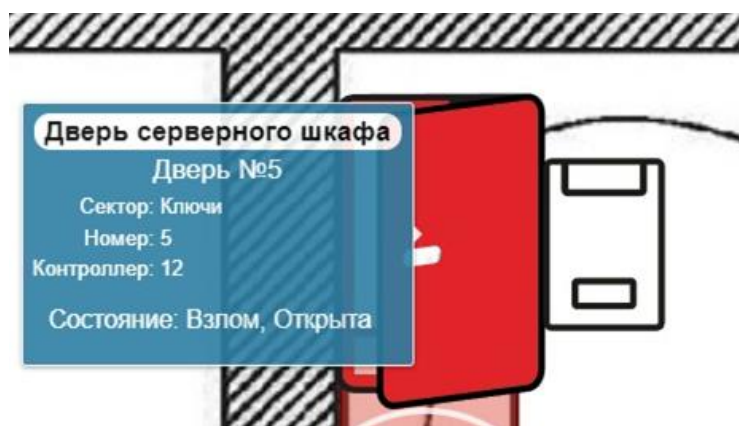 Дверь серверного шкафа
Дверь №5
Сектор: Ключи
Номер: 5
Контроллер: 12
Состояние: Взлом, Открыта